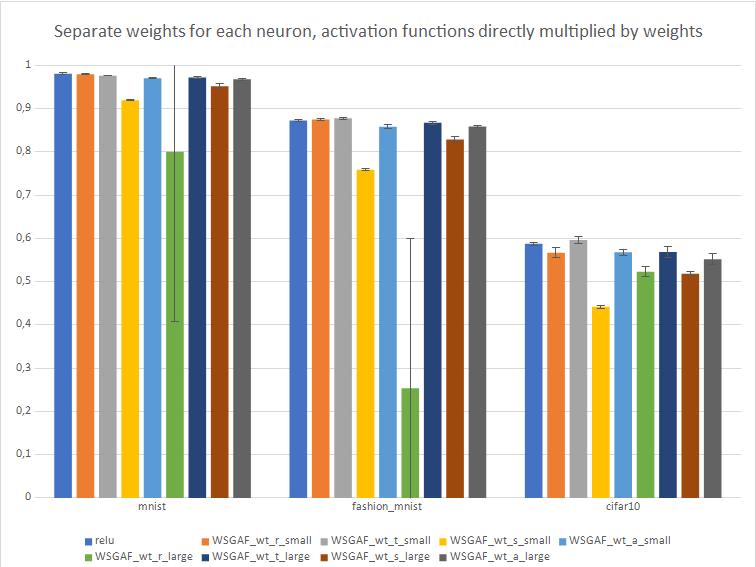 Separate weights for each neuron, activation functions directly multiplied by weights
1
0,9
0,8
0,7
0,6
0,5
0,4
0,3
0,2
0,1
0
mnist fashion_mnist cifar10
relu WSGAF_wt_r_small WSGAF_wt_t_small WSGAF_wt_s_small WSGAF_wt_a_small
WSGAF_wt_r_large WSGAF_wt_t_large WSGAF_wt_s_large WSGAF_wt_a_large